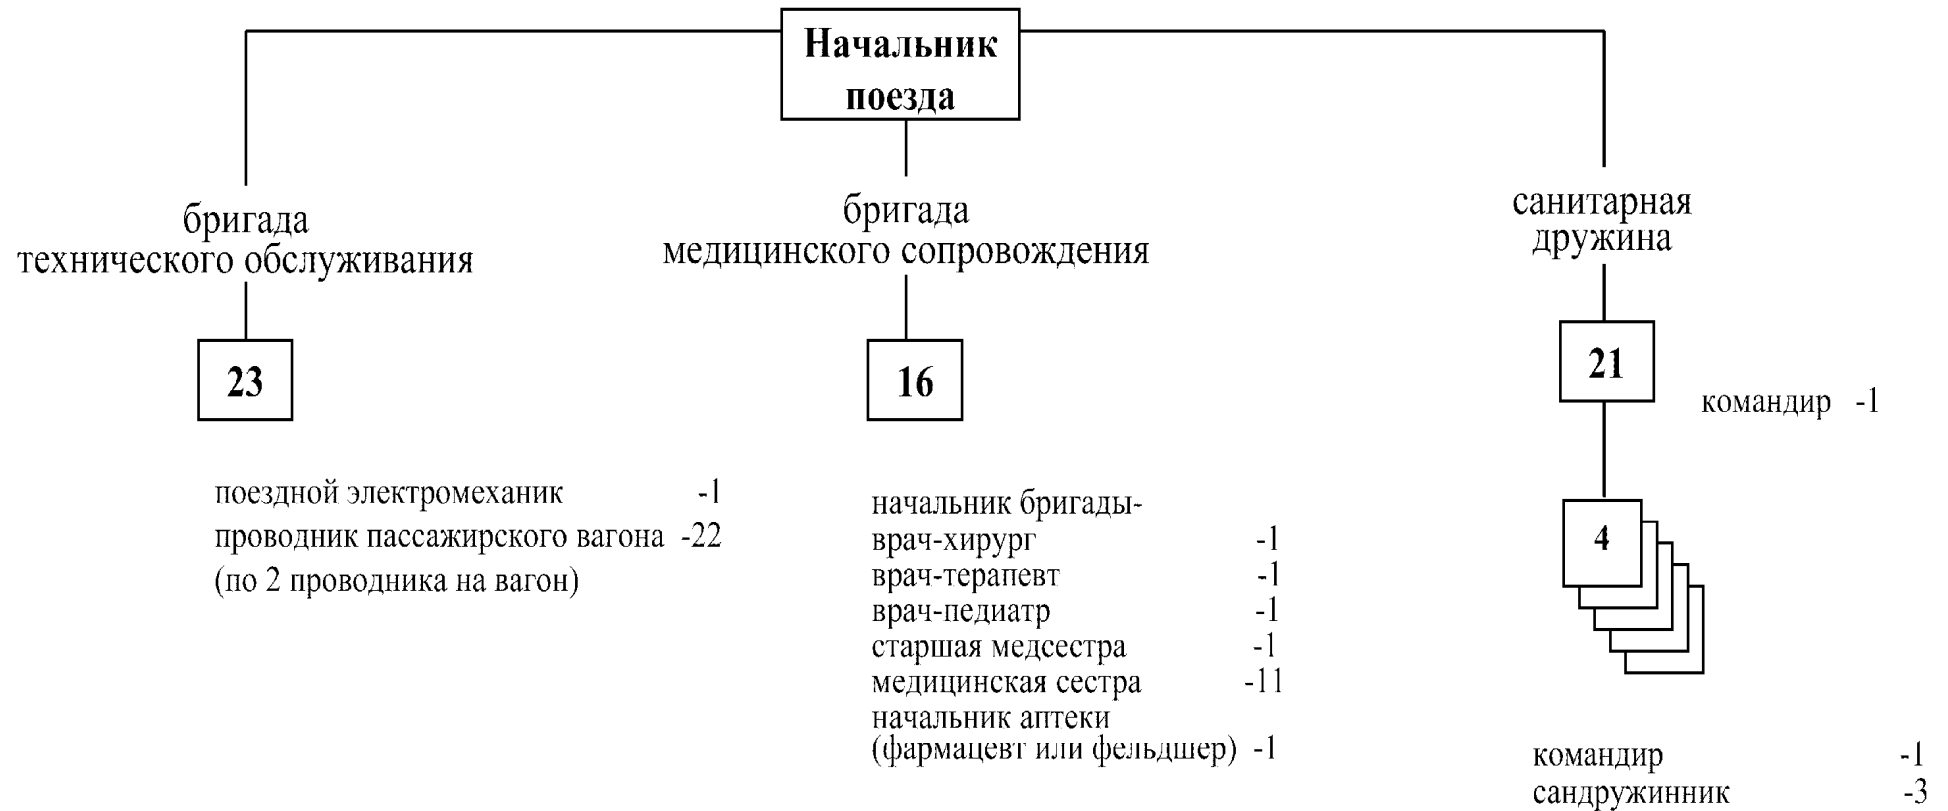 Начальник
поезда
бригада
технического обслуживания
23
поездной электромеханик -1
проводник пассажирского вагона -22
(по 2 проводника на вагон)
бригада
медицинского сопровождения
16
начальник бригады-
врач-хирург -1
врач-терапевт -1
врач-педиатр -1
старшая медсестра -1
медицинская сестра -11
начальник аптеки
(фармацевт или фельдшер) -1
санитарная
дружина
21
командир -1
4
командир -1
сандружинник -3